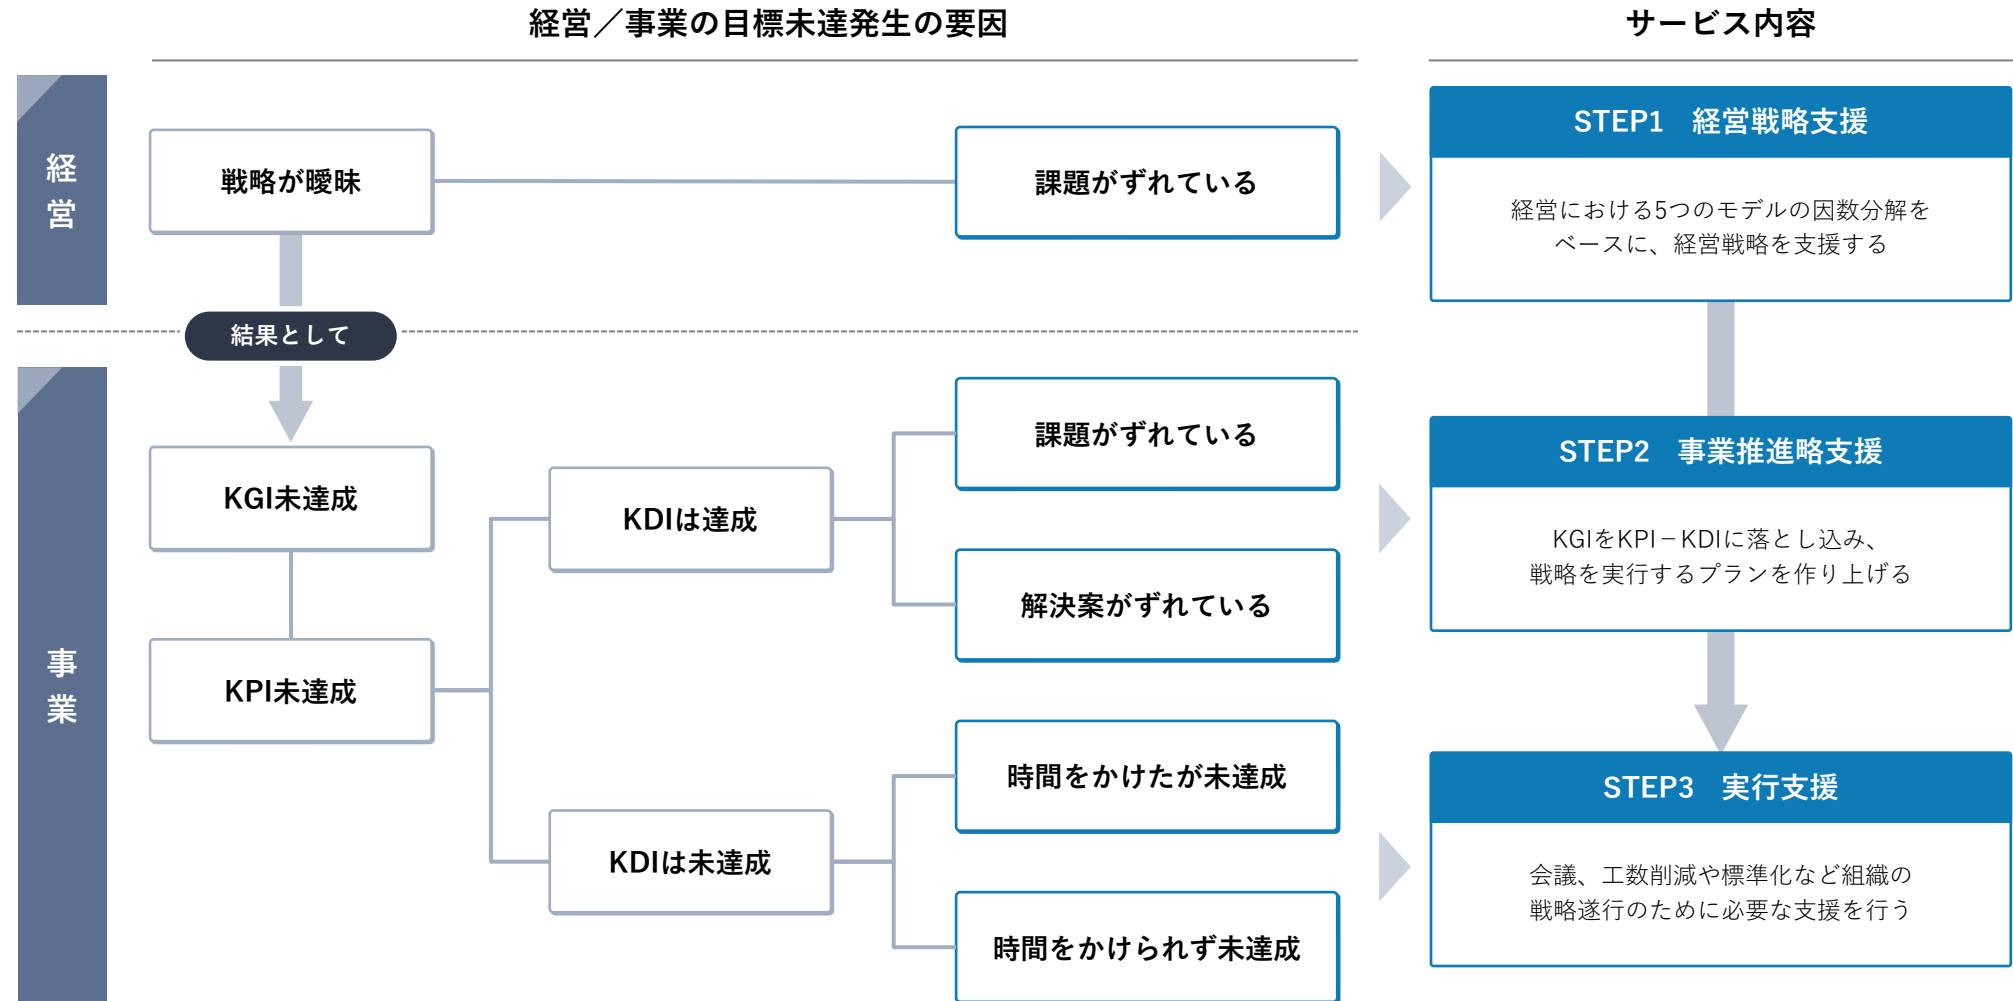 経営／事業の目標未達発生の要因
サービス内容
経営
戦略が曖昧
課題がずれている
STEP1　経営戦略支援
経営における5つのモデルの因数分解を
ベースに、経営戦略を支援する
結果として
事業
KGI未達成
KPI未達成
KDIは達成
課題がずれている
解決案がずれている
STEP2　事業推進略支援
KGIをKPI－KDIに落とし込み、
戦略を実行するプランを作り上げる
KDIは未達成
時間をかけたが未達成
時間をかけられず未達成
STEP3　実行支援
会議、工数削減や標準化など組織の
戦略遂行のために必要な支援を行う